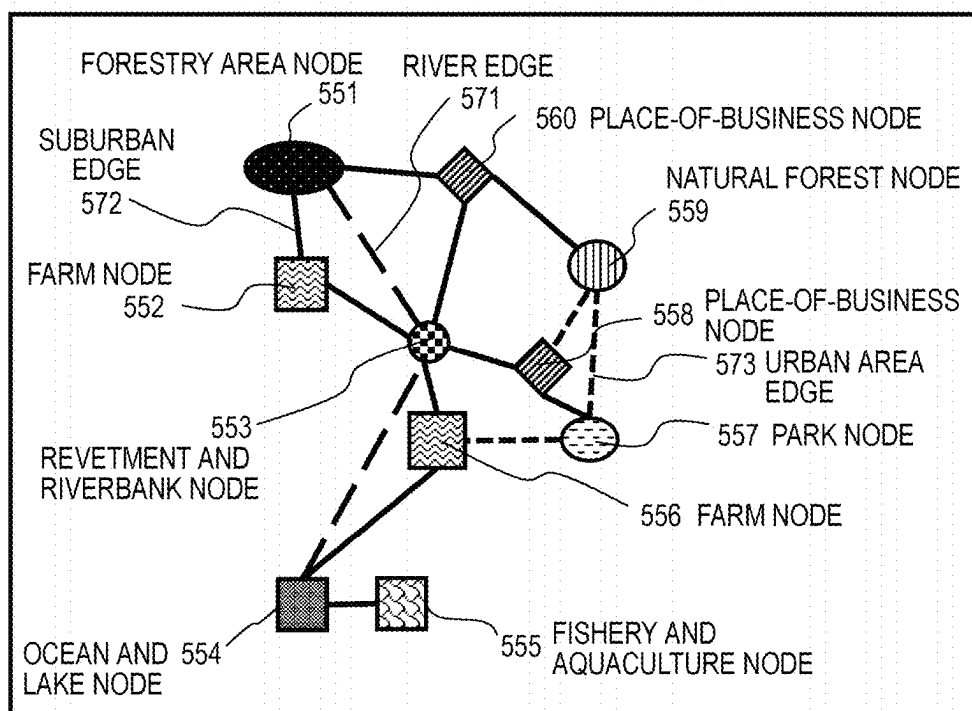 FORESTRY AREA NODE
551
RIVER EDGE
571
560 PLACE-OF-BUSINESS NODE
SUBURBAN
EDGE
572
NATURAL FOREST NODE
559
FARM NODE
552
PLACE-OF-BUSINESS
558 NODE
573 URBAN AREA
EDGE
553
REVETMENT AND
RIVERBANK NODE
557 PARK NODE
556 FARM NODE
OCEAN AND 554
LAKE NODE
555 FISHERY AND
AQUACULTURE NODE